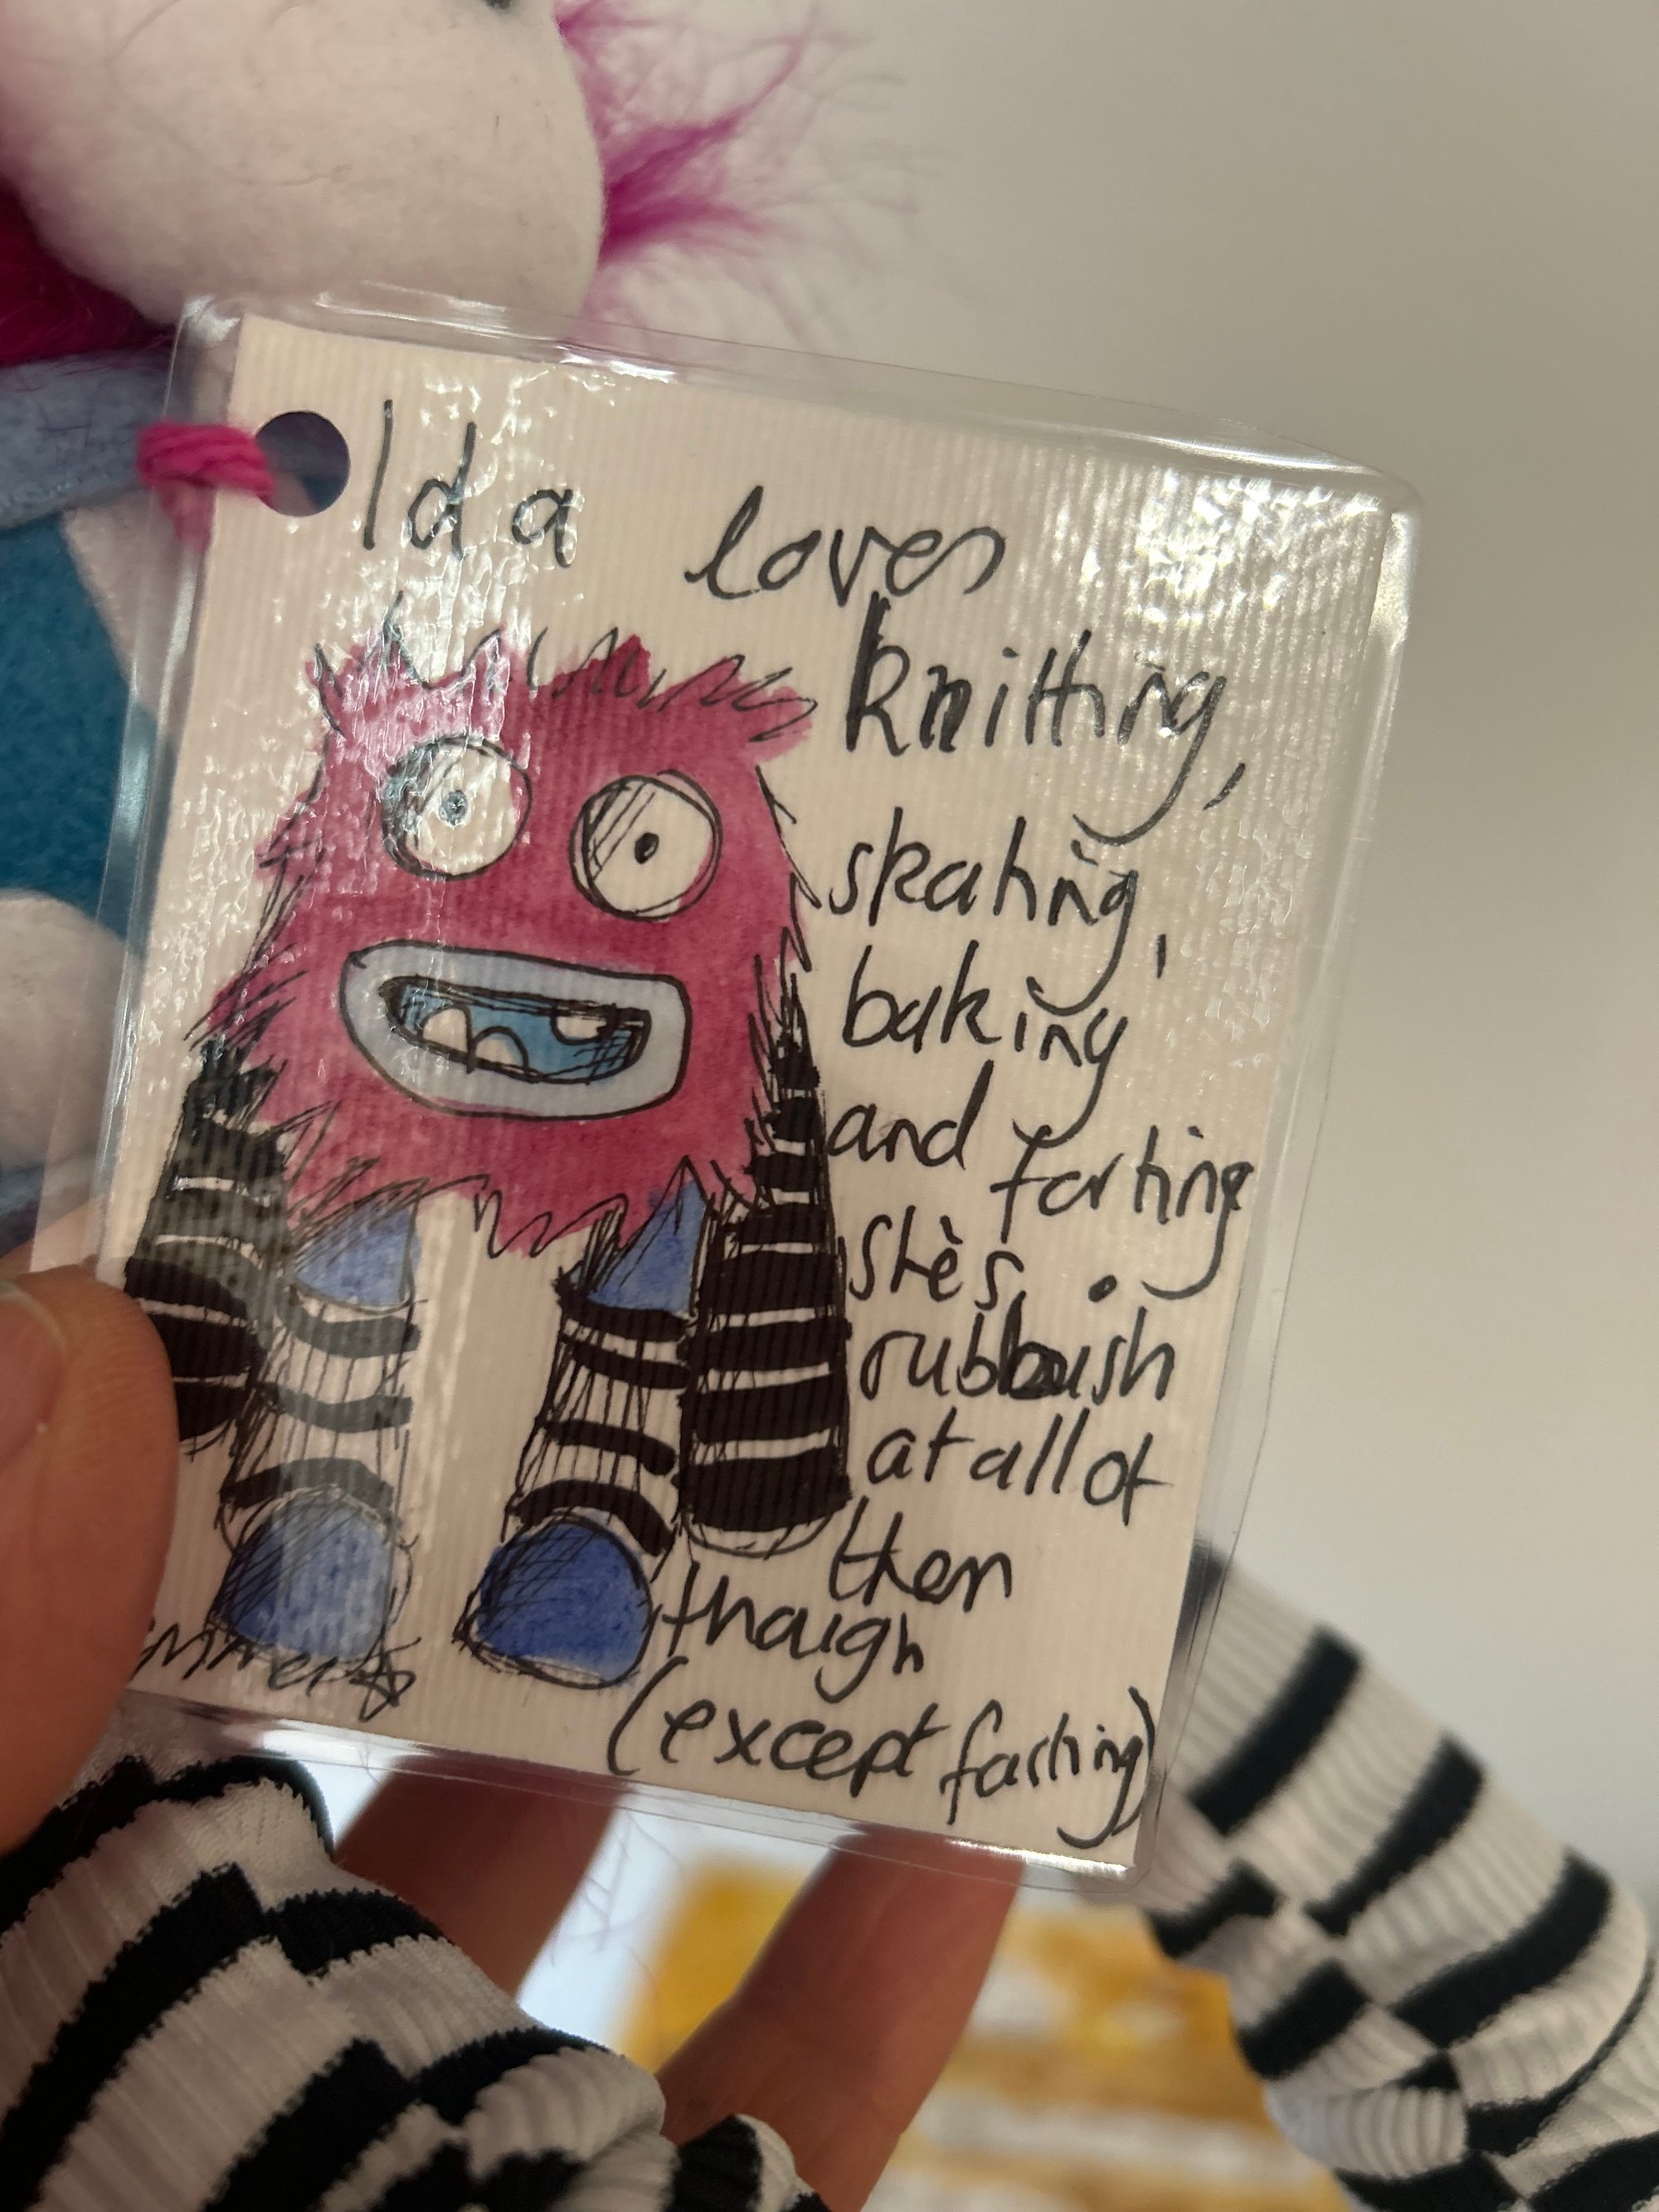 Ida loves
knitting,
skating,
baking
and farting.
She's
rubbish
at all of
them
though
(except farting)